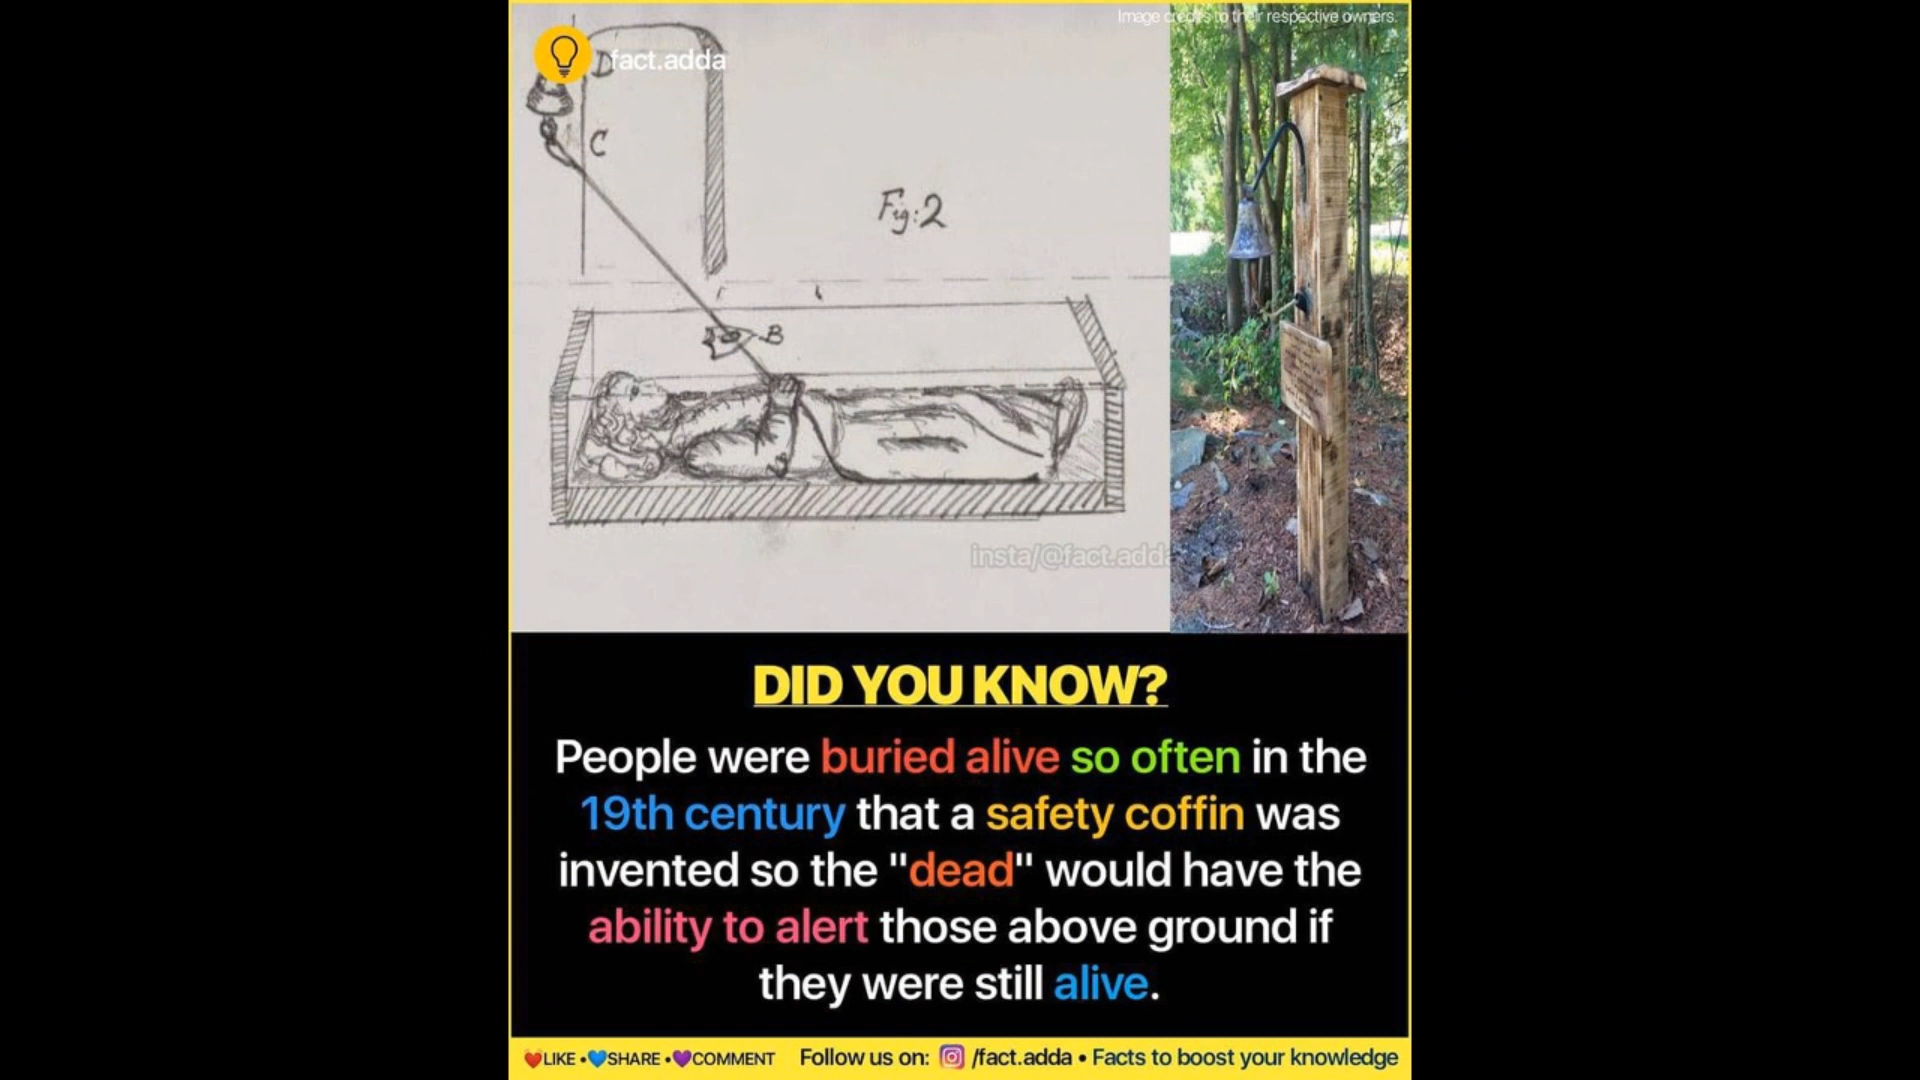 Image credits to their respective owners.
fact.adda
D
C
Fig:2
B
insta/@fact.adda
DID YOU KNOW?
People were buried alive so often in the
19th century that a safety coffin was
invented so the "dead" would have the
ability to alert those above ground if
they were still alive.
❤️LIKE •💙SHARE •💜COMMENT Follow us on: /fact.adda • Facts to boost your knowledge